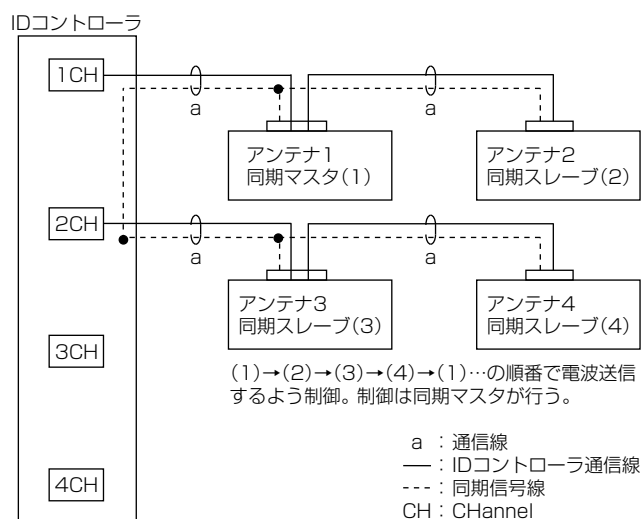 IDコントローラ
1CH
a
a
アンテナ1
同期マスタ(1)
アンテナ2
同期スレーブ(2)
2CH
a
a
アンテナ3
同期スレーブ(3)
アンテナ4
同期スレーブ(4)
3CH
(1)→(2)→(3)→(4)→(1)…の順番で電波送信
するよう制御。制御は同期マスタが行う。
4CH
a : 通信線
― : IDコントローラ通信線
--- : 同期信号線
CH : CHannel